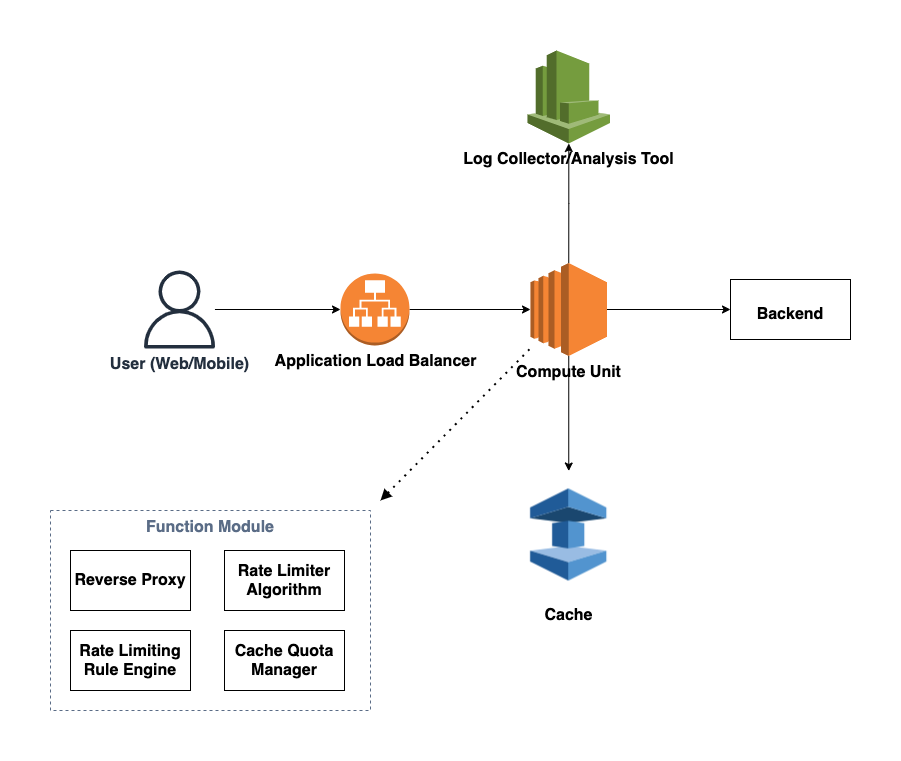 Log Collector/Analysis Tool
User (Web/Mobile)
Application Load Balancer
Compute Unit
Backend
Cache
Function Module
Reverse Proxy
Rate Limiter
Algorithm
Rate Limiting
Rule Engine
Cache Quota
Manager